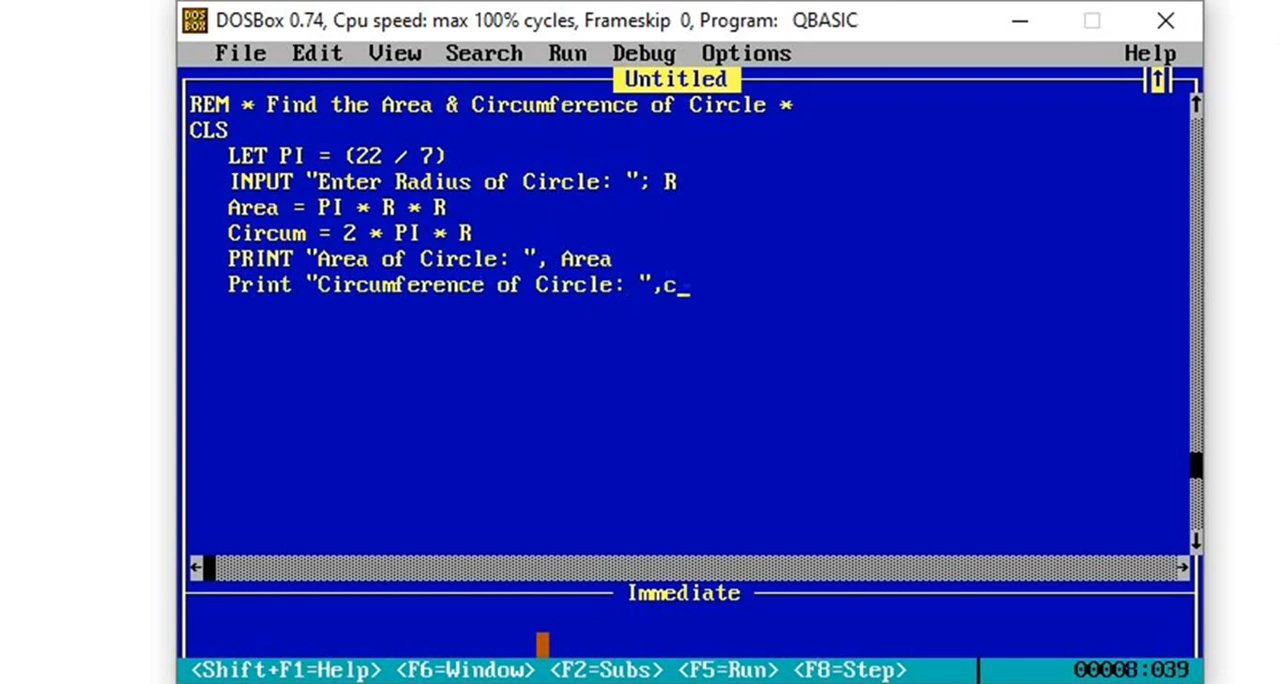 DOS
BOX
DOSBox 0.74, Cpu speed: max 100% cycles, Frameskip 0, Program: QBASIC
File Edit View Search Run Debug Options Help
Untitled
REM * Find the Area & Circumference of Circle *
CLS
LET PI = (22 / 7)
INPUT "Enter Radius of Circle: "; R
Area = PI * R * R
Circum = 2 * PI * R
PRINT "Area of Circle: ", Area
Print "Circumference of Circle: ",c_
Immediate
<Shift+F1=Help> <F6=Window> <F2=Subs> <F5=Run> <F8=Step> 00008:039